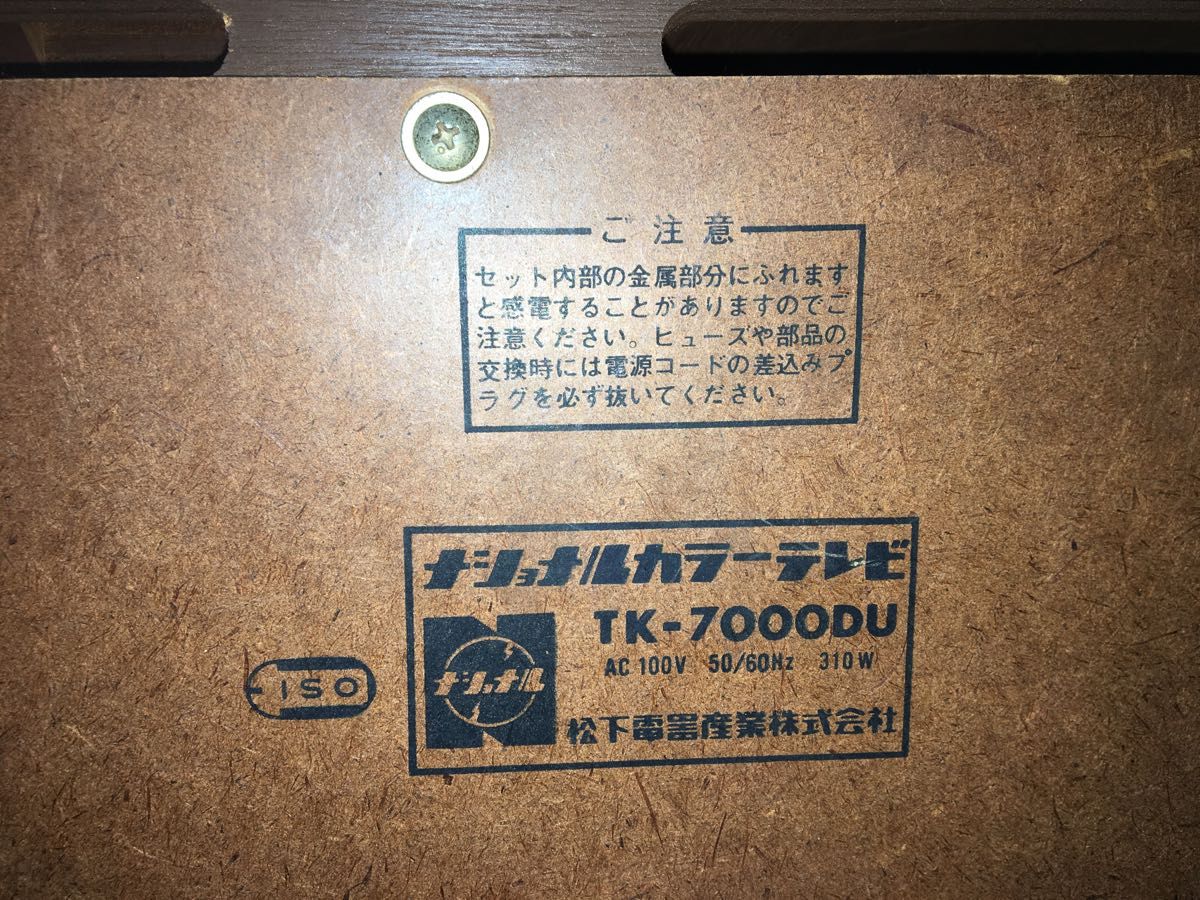 ご注意
セット内部の金属部分にふれます
と感電することがありますのでご
注意ください。ヒューズや部品の
交換時には電源コードの差込みプ
ラグを必ず抜いてください。
ナショナルカラーテレビ
TK-7000DU
AC 100V 50/60Hz 310W
ナショナル
松下電器産業株式会社
ISO